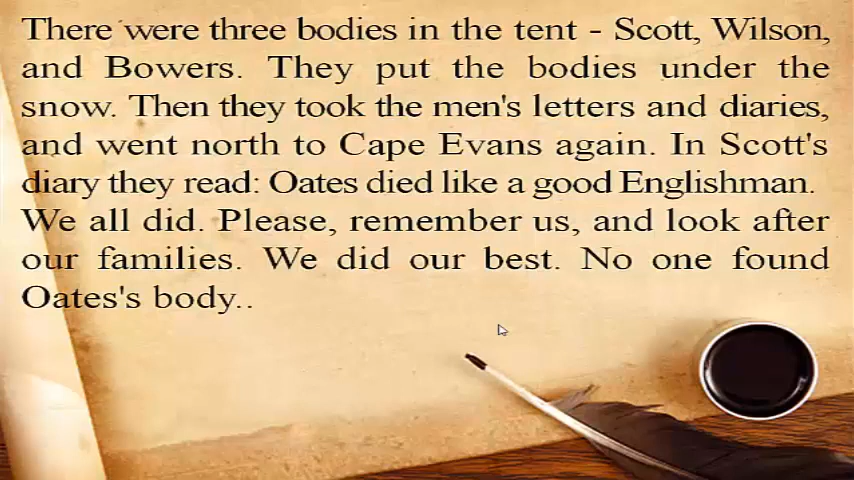 There were three bodies in the tent - Scott, Wilson,
and Bowers. They put the bodies under the
snow. Then they took the men's letters and diaries,
and went north to Cape Evans again. In Scott's
diary they read: Oates died like a good Englishman.
We all did. Please, remember us, and look after
our families. We did our best. No one found
Oates's body..